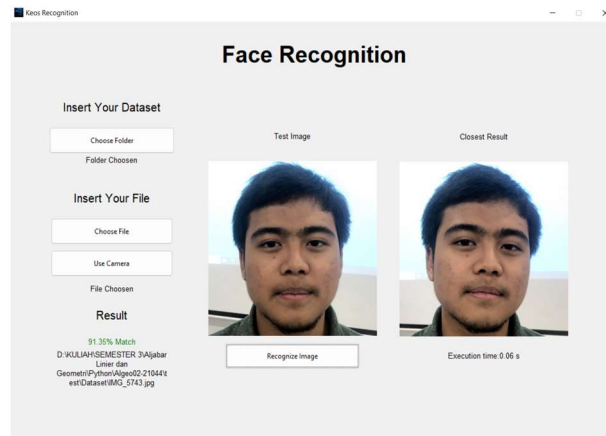 Keos Recognition
Face Recognition
Insert Your Dataset
Choose Folder
Folder Choosen
Insert Your File
Choose File
Use Camera
File Choosen
Result
91.35% Match
D:\KULIAH\SEMESTER 3\Aljabar
Linier dan
Geometri\Python\Algeo02-21044\t
est\Dataset\IMG_5743.jpg
Test Image
Closest Result
Recognize Image
Execution time:0.06 s